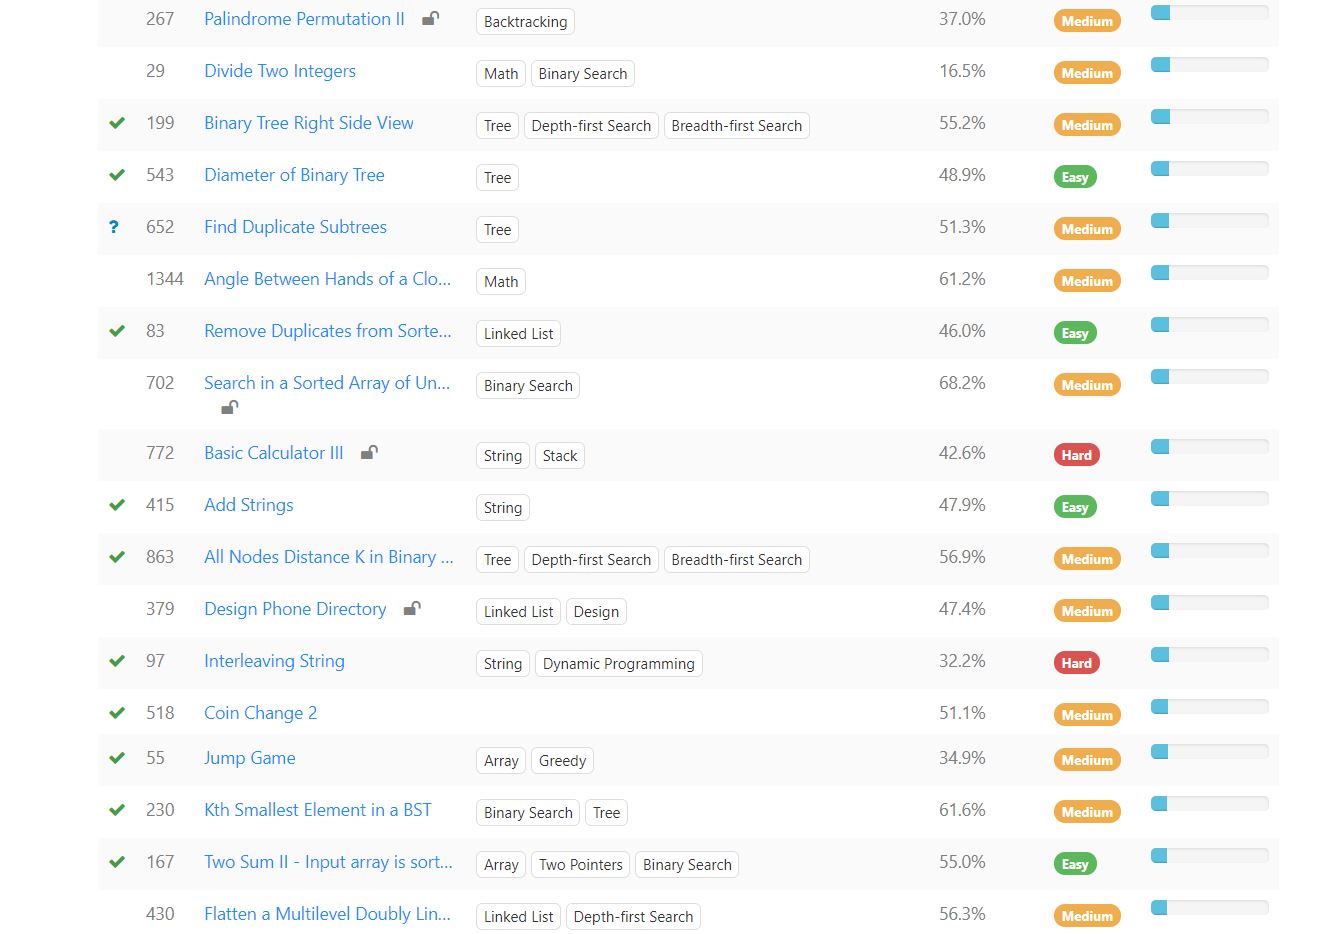 267 Palindrome Permutation II Backtracking 37.0% Medium
29 Divide Two Integers Math Binary Search 16.5% Medium
199 Binary Tree Right Side View Tree Depth-first Search Breadth-first Search 55.2% Medium
543 Diameter of Binary Tree Tree 48.9% Easy
? 652 Find Duplicate Subtrees Tree 51.3% Medium
1344 Angle Between Hands of a Clo... Math 61.2% Medium
83 Remove Duplicates from Sorte... Linked List 46.0% Easy
702 Search in a Sorted Array of Un... Binary Search 68.2% Medium
772 Basic Calculator III String Stack 42.6% Hard
415 Add Strings String 47.9% Easy
863 All Nodes Distance K in Binary ... Tree Depth-first Search Breadth-first Search 56.9% Medium
379 Design Phone Directory Linked List Design 47.4% Medium
97 Interleaving String String Dynamic Programming 32.2% Hard
518 Coin Change 2 51.1% Medium
55 Jump Game Array Greedy 34.9% Medium
230 Kth Smallest Element in a BST Binary Search Tree 61.6% Medium
167 Two Sum II - Input array is sort... Array Two Pointers Binary Search 55.0% Easy
430 Flatten a Multilevel Doubly Lin... Linked List Depth-first Search 56.3% Medium